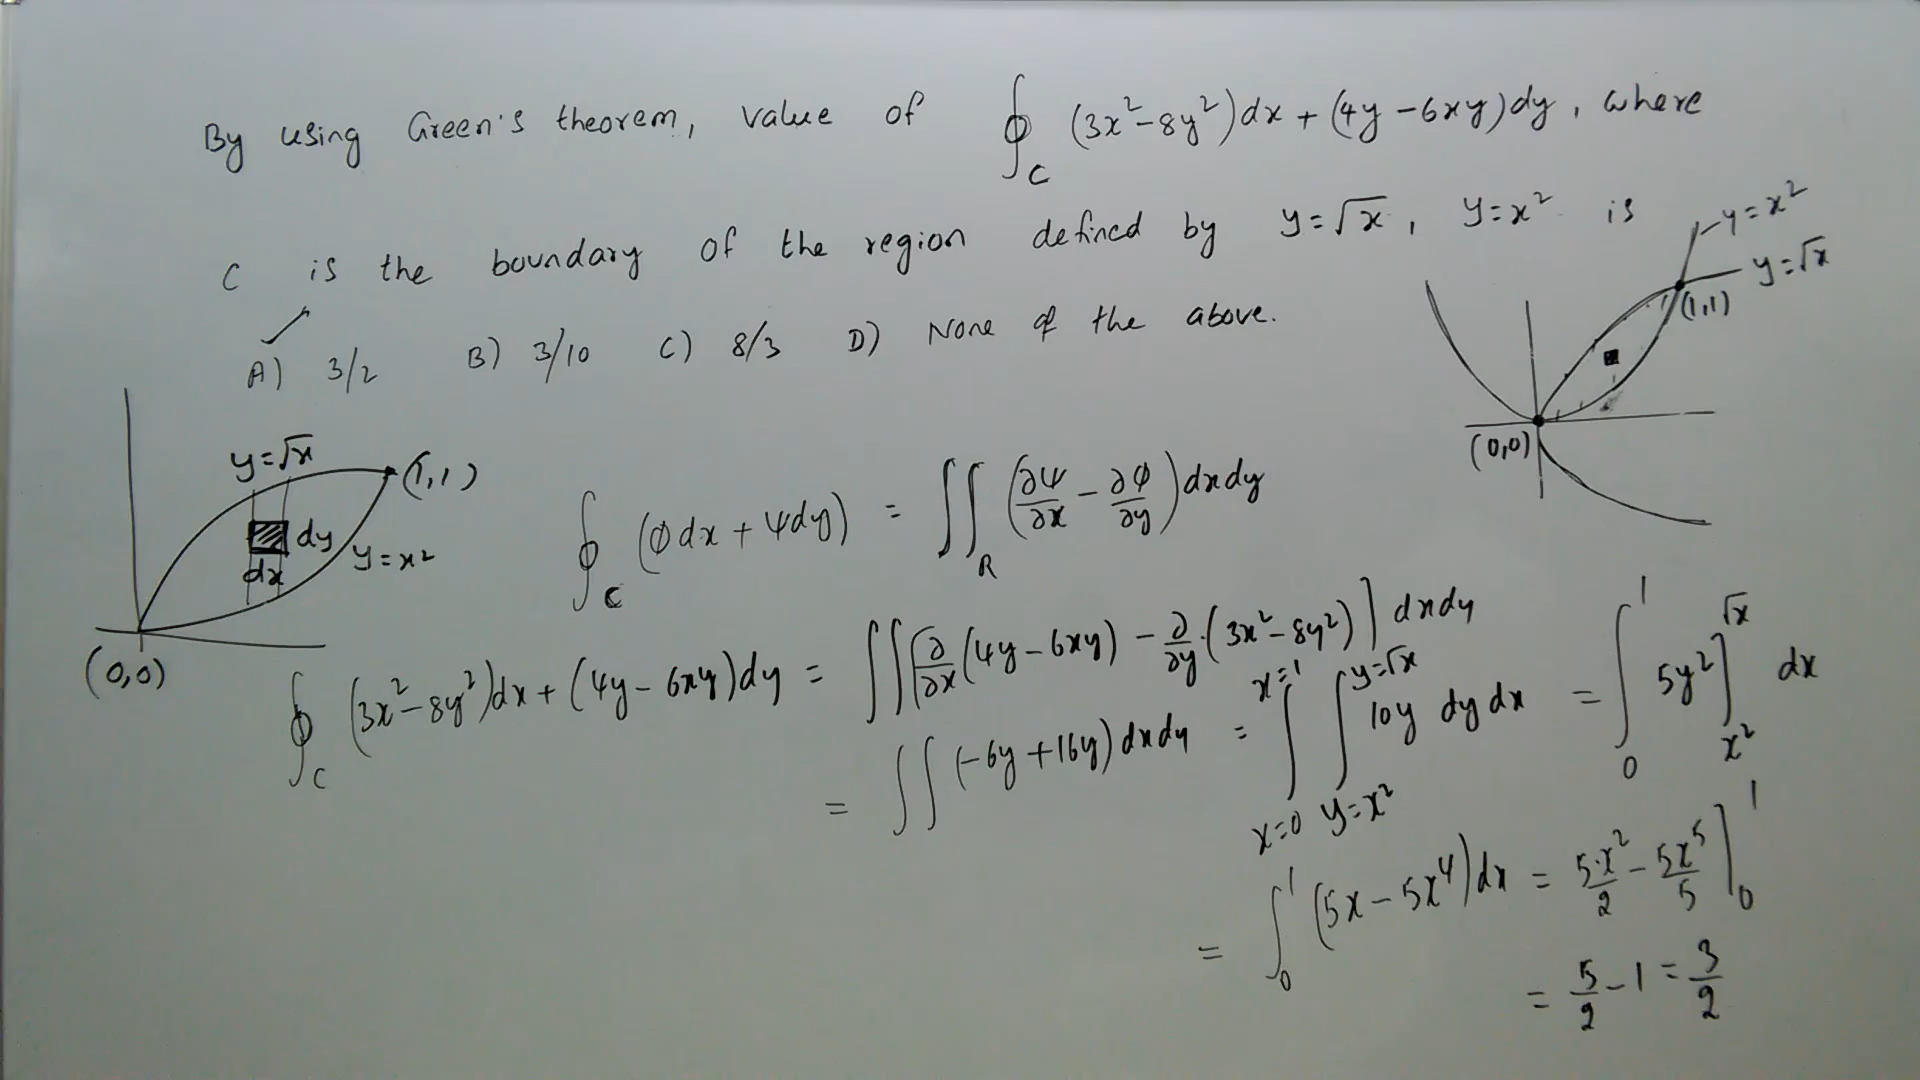 By using Green's theorem, value of ∮_C (3x²-8y²)dx + (4y-6xy)dy, where
C is the boundary of the region defined by y=√x, y=x² is
A) 3/2 B) 3/10 C) 8/3 D) None of the above.
y=x²
y=√x
(1,1)
(0,0)
y=√x
(1,1)
dy
dx
y=x²
(0,0)
∮_C (φdx + ψdy) = ∬_R (∂ψ/∂x - ∂φ/∂y) dxdy
∮_C (3x²-8y²)dx + (4y-6xy)dy = ∬[∂/∂x (4y-6xy) - ∂/∂y·(3x²-8y²)] dxdy
= ∬(-6y+16y) dxdy = ∫_{x=0}^{x=1} ∫_{y=x²}^{y=√x} 10y dy dx = ∫_0^1 5y²]_{x²}^{√x} dx
= ∫_0^1 (5x-5x⁴)dx = 5·x²/2 - 5x⁵/5 ]_0^1
= 5/2 - 1 = 3/2